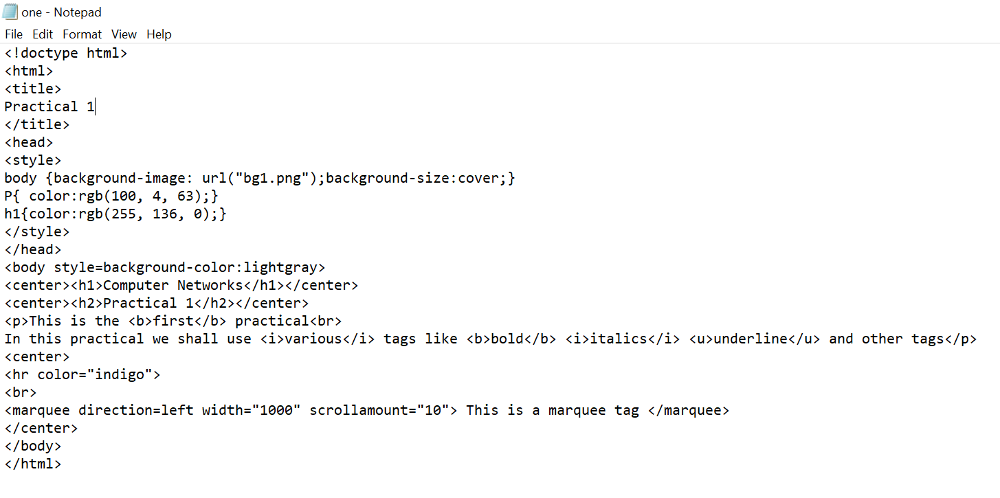 one - Notepad
File Edit Format View Help
<!doctype html>
<html>
<title>
Practical 1
</title>
<head>
<style>
body {background-image: url("bg1.png");background-size:cover;}
P{ color:rgb(100, 4, 63);}
h1{color:rgb(255, 136, 0);}
</style>
</head>
<body style=background-color:lightgray>
<center><h1>Computer Networks</h1></center>
<center><h2>Practical 1</h2></center>
<p>This is the <b>first</b> practical<br>
In this practical we shall use <i>various</i> tags like <b>bold</b> <i>italics</i> <u>underline</u> and other tags</p>
<center>
<hr color="indigo">
<br>
<marquee direction=left width="1000" scrollamount="10"> This is a marquee tag </marquee>
</center>
</body>
</html>